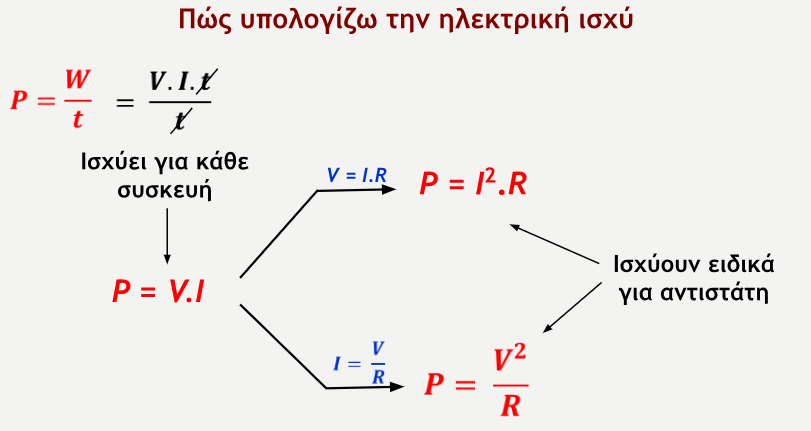 Πώς υπολογίζω την ηλεκτρική ισχύ
P = W/t = V.I.t/t
Ισχύει για κάθε
συσκευή
P = V.I
V = I.R
P = I².R
Ισχύουν ειδικά
για αντιστάτη
I = V/R
P = V²/R